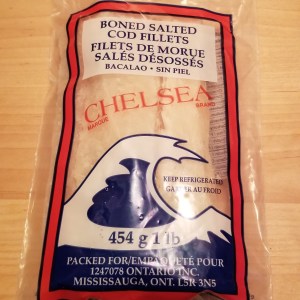 BONED SALTED
COD FILLETS
FILETS DE MORUE
SALÉS DÉSOSSÉS
BACALAO • SIN PIEL
CHELSEA
MARQUE BRAND
KEEP REFRIGERATED
GARDER AU FROID
454 g 1 lb
PACKED FOR/EMPAQUETÉ POUR
1247078 ONTARIO INC.
MISSISSAUGA, ONT. L5R 3N5